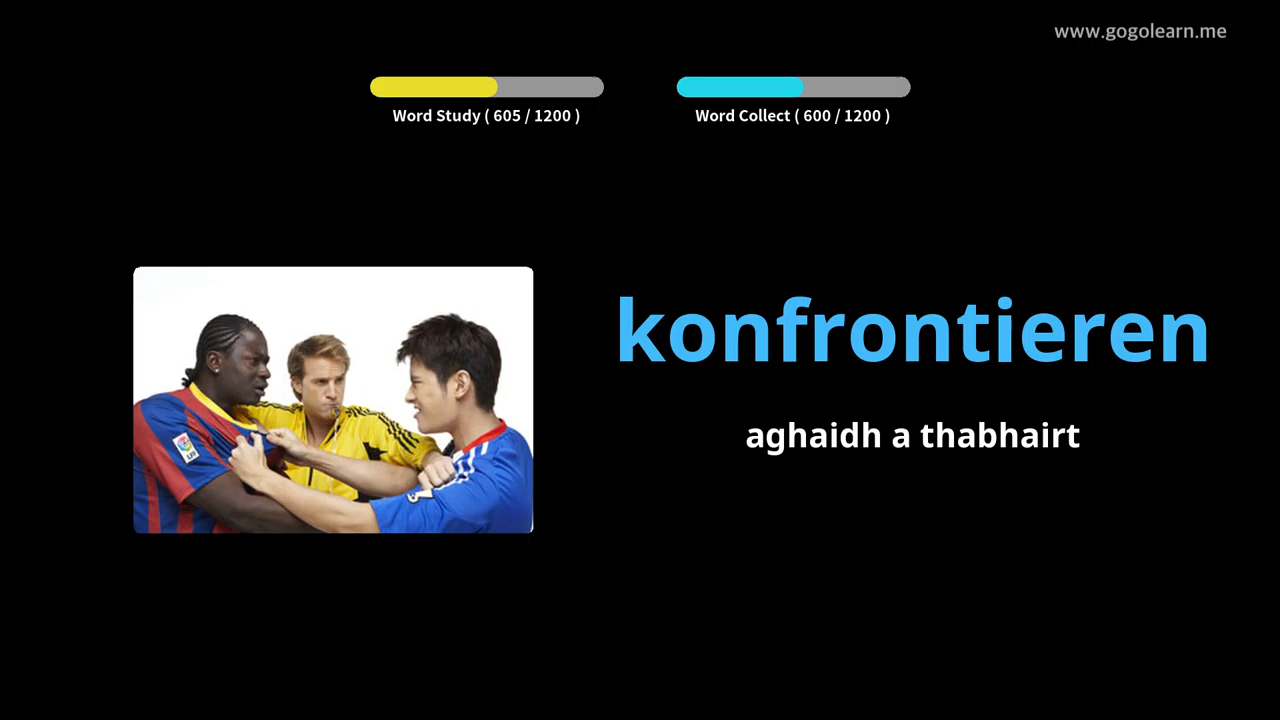 www.gogolearn.me
Word Study ( 605 / 1200 )
Word Collect ( 600 / 1200 )
konfrontieren
aghaidh a thabhairt